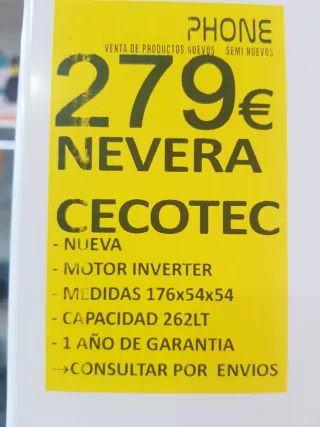 PHONE
VENTA DE PRODUCTOS NUEVOS SEMI NUEVOS
279€
NEVERA
CECOTEC
- NUEVA
- MOTOR INVERTER
- MEDIDAS 176x54x54
- CAPACIDAD 262LT
- 1 AÑO DE GARANTIA
→CONSULTAR POR ENVIOS